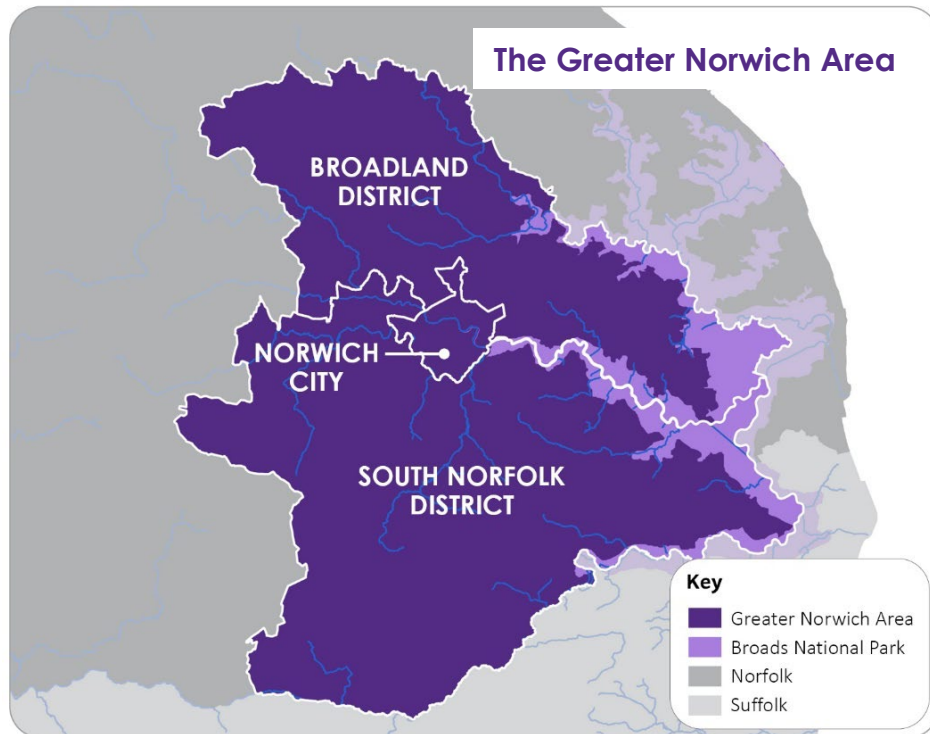 The Greater Norwich Area
BROADLAND
DISTRICT
NORWICH
CITY
SOUTH NORFOLK
DISTRICT
Key
Greater Norwich Area
Broads National Park
Norfolk
Suffolk